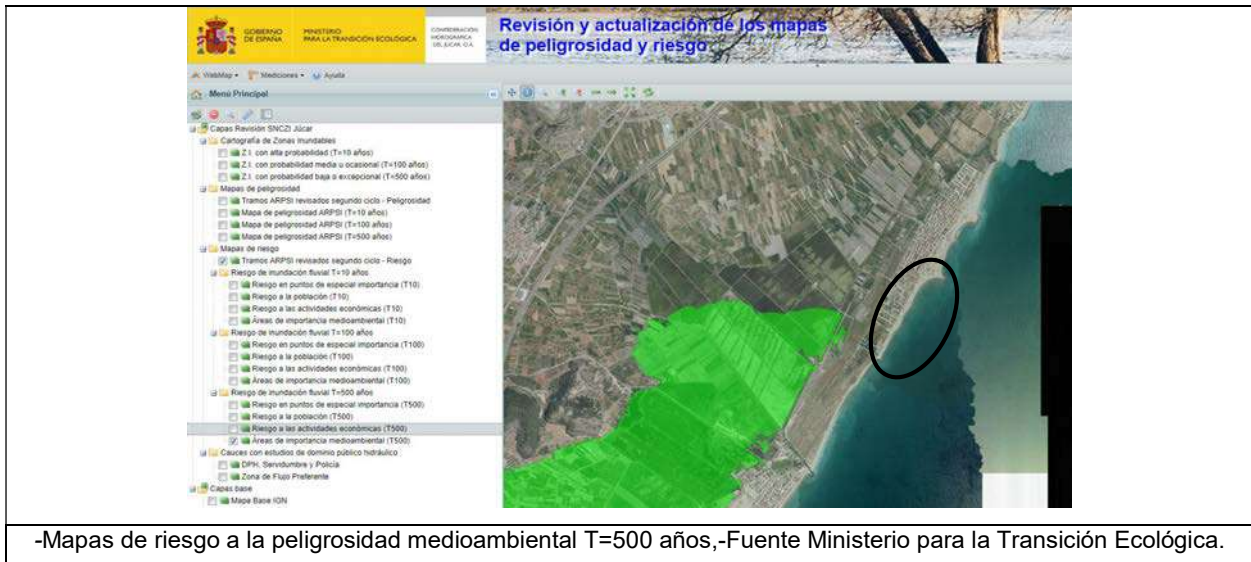 GOBIERNO
DE ESPAÑA
MINISTERIO
PARA LA TRANSICIÓN ECOLÓGICA
CONFEDERACIÓN
HIDROGRÁFICA
DEL JÚCAR, O.A.
Revisión y actualización de los mapas
de peligrosidad y riesgo
WebMap
Mediciones
Ayuda
Menú Principal
Capas Revisión SNCZI Júcar
Cartografía de Zonas Inundables
Z.I. con alta probabilidad (T=10 años)
Z.I. con probabilidad media u ocasional (T=100 años)
Z.I. con probabilidad baja o excepcional (T=500 años)
Mapas de peligrosidad
Tramos ARPSI revisados segundo ciclo - Peligrosidad
Mapa de peligrosidad ARPSI (T=10 años)
Mapa de peligrosidad ARPSI (T=100 años)
Mapa de peligrosidad ARPSI (T=500 años)
Mapas de riesgo
Tramos ARPSI revisados segundo ciclo - Riesgo
Riesgo de inundación fluvial T=10 años
Riesgo en puntos de especial importancia (T10)
Riesgo a la población (T10)
Riesgo a las actividades económicas (T10)
Áreas de importancia medioambiental (T10)
Riesgo de inundación fluvial T=100 años
Riesgo en puntos de especial importancia (T100)
Riesgo a la población (T100)
Riesgo a las actividades económicas (T100)
Áreas de importancia medioambiental (T100)
Riesgo de inundación fluvial T=500 años
Riesgo en puntos de especial importancia (T500)
Riesgo a la población (T500)
Riesgo a las actividades económicas (T500)
Áreas de importancia medioambiental (T500)
Cauces con estudios de dominio público hidráulico
DPH, Servidumbre y Policía
Zona de Flujo Preferente
Capas base
Mapa Base IGN
-Mapas de riesgo a la peligrosidad medioambiental T=500 años,-Fuente Ministerio para la Transición Ecológica.